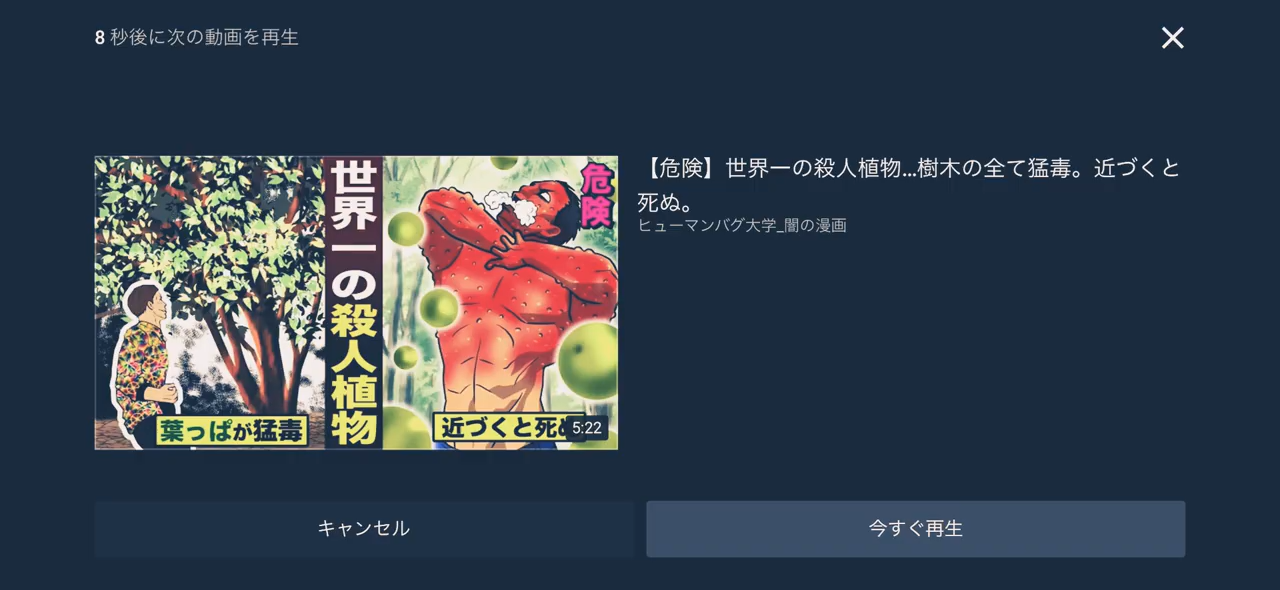 8 秒後に次の動画を再生
【危険】世界一の殺人植物...樹木の全て猛毒。近づくと
死ぬ。
ヒューマンバグ大学_闇の漫画
世界一の殺人植物
危険
葉っぱが猛毒
近づくと死ぬ
5:22
キャンセル
今すぐ再生